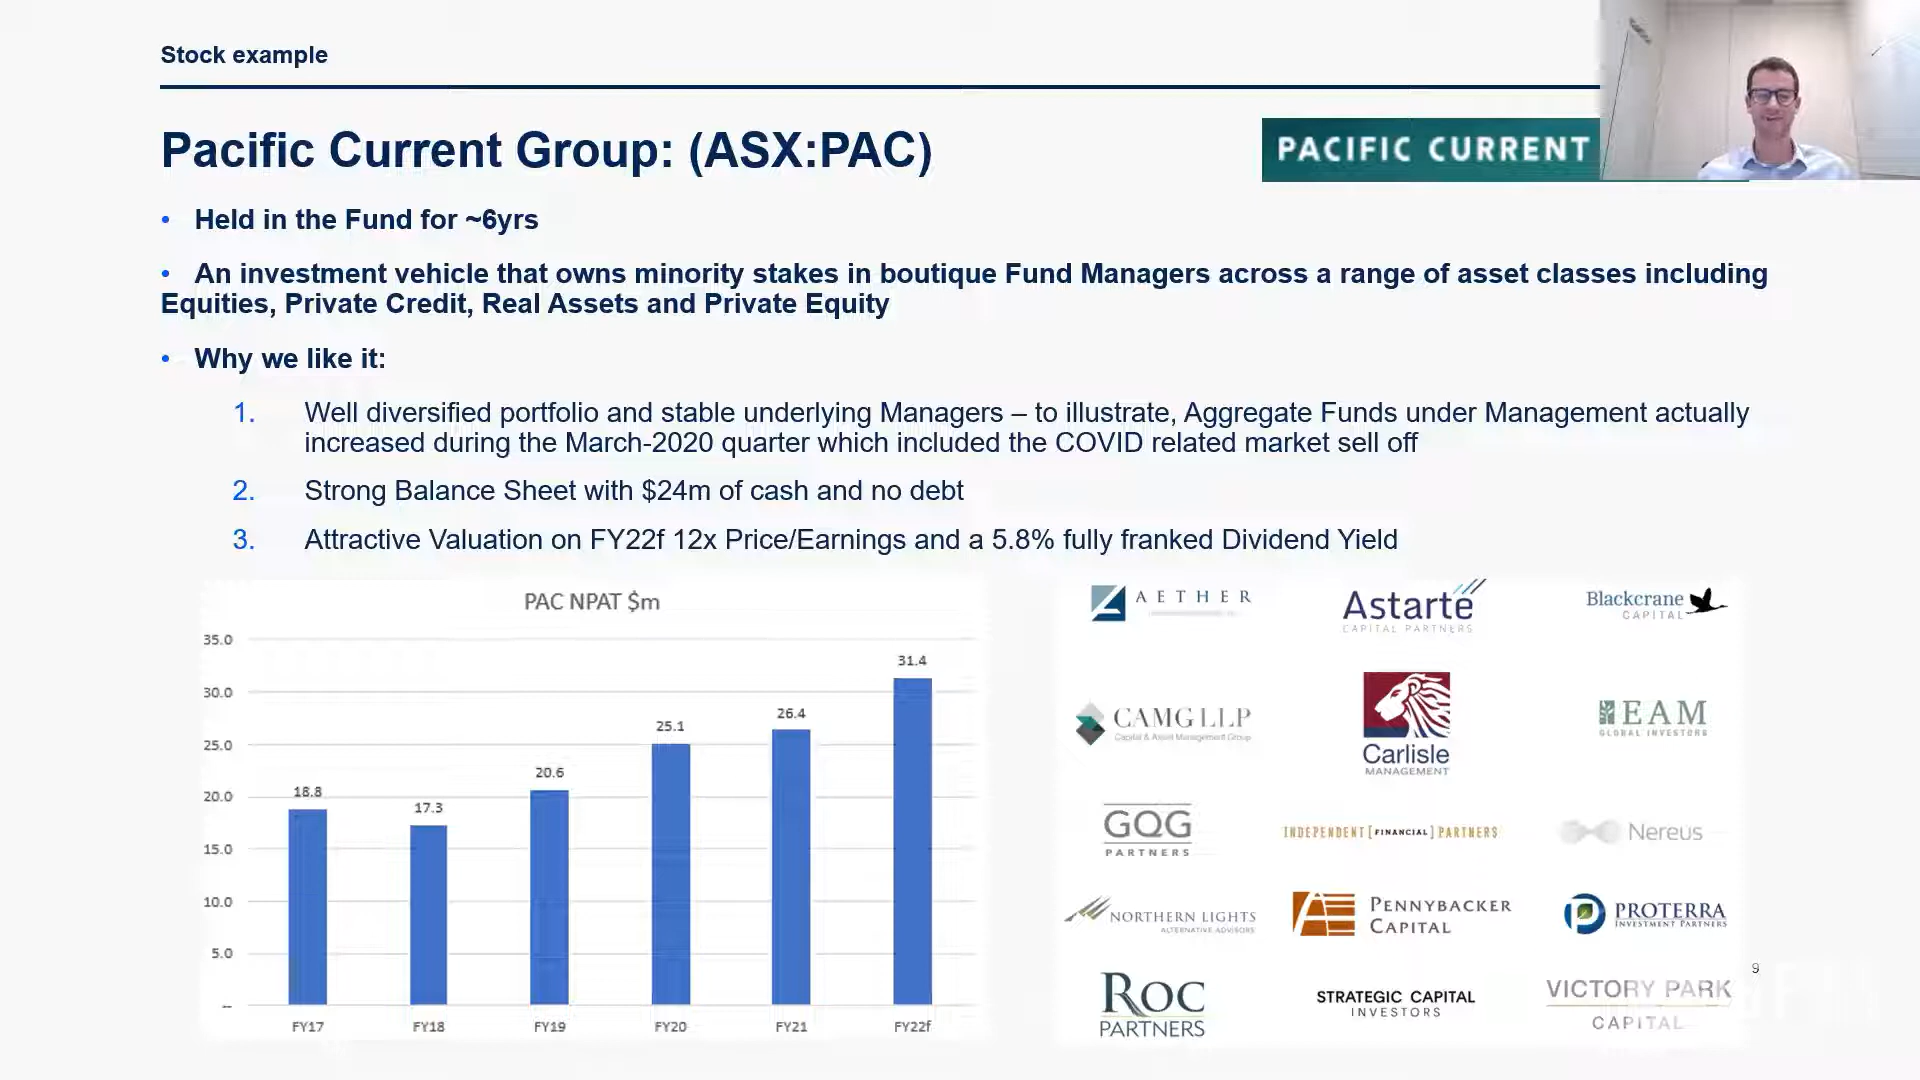 Stock example
Pacific Current Group: (ASX:PAC)
PACIFIC CURRENT
• Held in the Fund for ~6yrs
• An investment vehicle that owns minority stakes in boutique Fund Managers across a range of asset classes including
Equities, Private Credit, Real Assets and Private Equity
• Why we like it:
1. Well diversified portfolio and stable underlying Managers – to illustrate, Aggregate Funds under Management actually
increased during the March-2020 quarter which included the COVID related market sell off
2. Strong Balance Sheet with $24m of cash and no debt
3. Attractive Valuation on FY22f 12x Price/Earnings and a 5.8% fully franked Dividend Yield
PAC NPAT $m
35.0
30.0
25.0
20.0
15.0
10.0
5.0
–
18.8
17.3
20.6
25.1
26.4
31.4
FY17 FY18 FY19 FY20 FY21 FY22f
AETHER
Astarte
CAPITAL PARTNERS
Blackcrane
CAPITAL
CAMG LLP
Capital & Asset Management Group
Carlisle
MANAGEMENT
EAM
GLOBAL INVESTORS
GQG
PARTNERS
INDEPENDENT [FINANCIAL] PARTNERS
Nereus
NORTHERN LIGHTS
ALTERNATIVE ADVISORS
PENNYBACKER
CAPITAL
PROTERRA
INVESTMENT PARTNERS
ROC
PARTNERS
STRATEGIC CAPITAL
INVESTORS
VICTORY PARK
CAPITAL
9